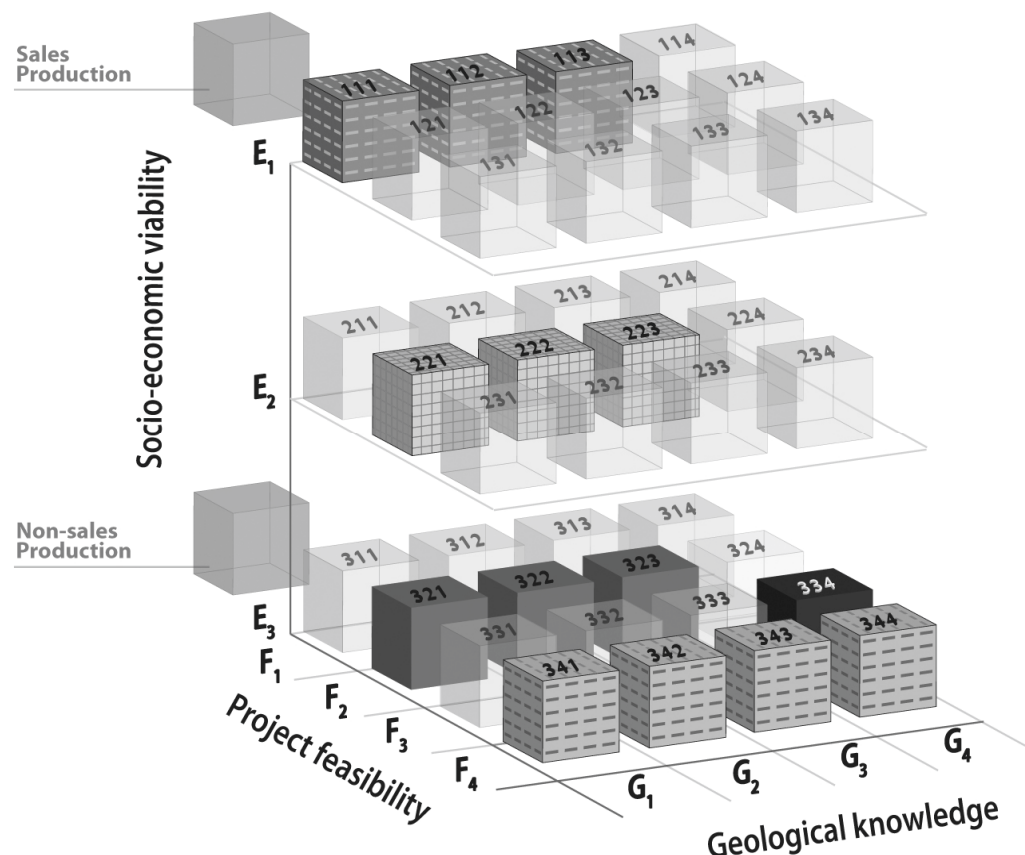 Sales
Production
114
113
112
111
124
123
122
121
134
133
132
131
E1
Socio-economic viability
214
213
212
211
224
223
222
221
234
233
232
231
E2
Non-sales
Production
314
313
312
311
324
323
322
321
334
333
332
331
344
343
342
341
E3
F1
F2
F3
F4
Project feasibility
G1
G2
G3
G4
Geological knowledge